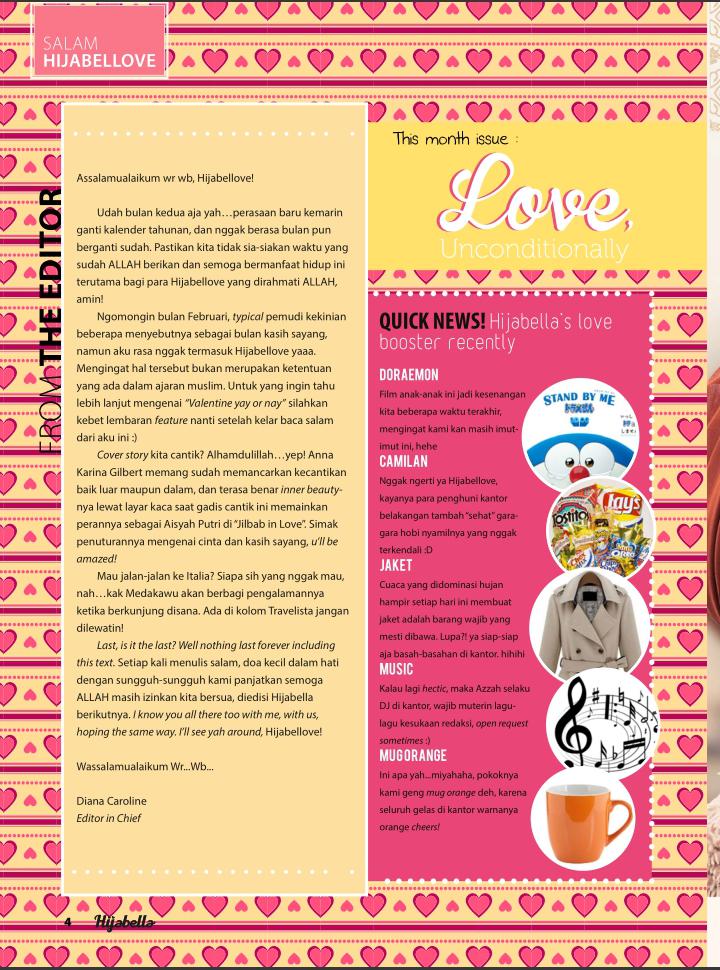 SALAM
HIJABELLOVE
FROM THE EDITOR
Assalamualaikum wr wb, Hijabellove!
Udah bulan kedua aja yah…perasaan baru kemarin
ganti kalender tahunan, dan nggak berasa bulan pun
berganti sudah. Pastikan kita tidak sia-siakan waktu yang
sudah ALLAH berikan dan semoga bermanfaat hidup ini
terutama bagi para Hijabellove yang dirahmati ALLAH,
amin!
Ngomongin bulan Februari, typical pemudi kekinian
beberapa menyebutnya sebagai bulan kasih sayang,
namun aku rasa nggak termasuk Hijabellove yaaa.
Mengingat hal tersebut bukan merupakan ketentuan
yang ada dalam ajaran muslim. Untuk yang ingin tahu
lebih lanjut mengenai “Valentine yay or nay” silahkan
kebet lembaran feature nanti setelah kelar baca salam
dari aku ini :)
Cover story kita cantik? Alhamdulillah…yep! Anna
Karina Gilbert memang sudah memancarkan kecantikan
baik luar maupun dalam, dan terasa benar inner beauty-
nya lewat layar kaca saat gadis cantik ini memainkan
perannya sebagai Aisyah Putri di “Jilbab in Love”. Simak
penuturannya mengenai cinta dan kasih sayang, u’ll be
amazed!
Mau jalan-jalan ke Italia? Siapa sih yang nggak mau,
nah…kak Medakawu akan berbagi pengalamannya
ketika berkunjung disana. Ada di kolom Travelista jangan
dilewatin!
Last, is it the last? Well nothing last forever including
this text. Setiap kali menulis salam, doa kecil dalam hati
dengan sungguh-sungguh kami panjatkan semoga
ALLAH masih izinkan kita bersua, diedisi Hijabella
berikutnya. I know you all there too with me, with us,
hoping the same way. I’ll see yah around, Hijabellove!
Wassalamualaikum Wr...Wb...
Diana Caroline
Editor in Chief
This month issue :
Love,
Unconditionally
QUICK NEWS! Hijabella's love
booster recently
DORAEMON
Film anak-anak ini jadi kesenangan
kita beberapa waktu terakhir,
mengingat kami kan masih imut-
imut ini, hehe
STAND BY ME
CAMILAN
Nggak ngerti ya Hijabellove,
kayanya para penghuni kantor
belakangan tambah “sehat” gara-
gara hobi nyamilnya yang nggak
terkendali :D
Tostitos
Lay's
OREO
JAKET
Cuaca yang didominasi hujan
hampir setiap hari ini membuat
jaket adalah barang wajib yang
mesti dibawa. Lupa?! ya siap-siap
aja basah-basahan di kantor. hihihi
MUSIC
Kalau lagi hectic, maka Azzah selaku
DJ di kantor, wajib muterin lagu-
lagu kesukaan redaksi, open request
sometimes :)
MUG ORANGE
Ini apa yah...miyahaha, pokoknya
kami geng mug orange deh, karena
seluruh gelas di kantor warnanya
orange cheers!
4 Hijabella